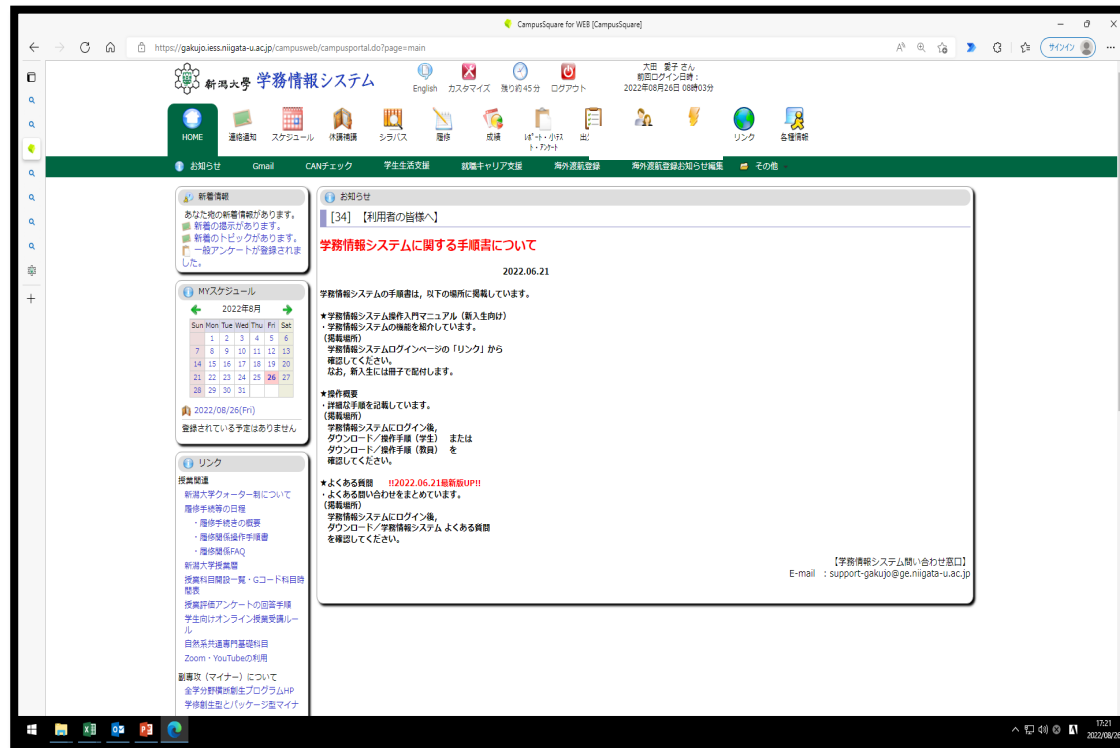 CampusSquare for WEB [CampusSquare]
https://gakujo.iess.niigata-u.ac.jp/campusweb/campusportal.do?page=main
サインイン
新潟大學 学務情報システム
English
カスタマイズ
残り約45分
ログアウト
大田 愛子 さん
前回ログイン日時 :
2022年08月26日 08時03分
HOME
連絡通知
スケジュール
休講補講
シラバス
履修
成績
ﾚﾎﾟｰﾄ・小ﾃｽ
ﾄ・ｱﾝｹｰﾄ
出
リンク
各種情報
お知らせ
Gmail
CANチェック
学生生活支援
就職キャリア支援
海外渡航登録
海外渡航登録お知らせ編集
その他
新着情報
あなた宛の新着情報があります。
新着の掲示があります。
新着のトピックがあります。
一般アンケートが登録されま
した。
MYスケジュール
2022年8月
Sun Mon Tue Wed Thu Fri Sat
1 2 3 4 5 6
7 8 9 10 11 12 13
14 15 16 17 18 19 20
21 22 23 24 25 26 27
28 29 30 31
2022/08/26(Fri)
登録されている予定はありません
リンク
授業関連
新潟大学クォーター制について
履修手続等の日程
・履修手続きの概要
・履修関係操作手順書
・履修関係FAQ
新潟大学授業暦
授業科目開設一覧・Gコード科目時
間表
授業評価アンケートの回答手順
学生向けオンライン授業受講ルー
ル
自然系共通専門基礎科目
Zoom・YouTubeの利用
副専攻（マイナー）について
全学分野横断創生プログラムHP
学修創生型とパッケージ型マイナ
お知らせ
[34] 【利用者の皆様へ】
学務情報システムに関する手順書について
2022.06.21
学務情報システムの手順書は，以下の場所に掲載しています。
★学務情報システム操作入門マニュアル（新入生向け）
・学務情報システムの機能を紹介しています。
（掲載場所）
学務情報システムログインページの「リンク」から
確認してください。
なお，新入生には冊子で配付します。
★操作概要
・詳細な手順を記載しています。
（掲載場所）
学務情報システムにログイン後，
ダウンロード／操作手順（学生） または
ダウンロード／操作手順（教員） を
確認してください。
★よくある質問 !!2022.06.21最新版UP!!
・よくある問い合わせをまとめています。
（掲載場所）
学務情報システムにログイン後，
ダウンロード／学務情報システム よくある質問
を確認してください。
【学務情報システム問い合わせ窓口】
E-mail : support-gakujo@ge.niigata-u.ac.jp
17:21